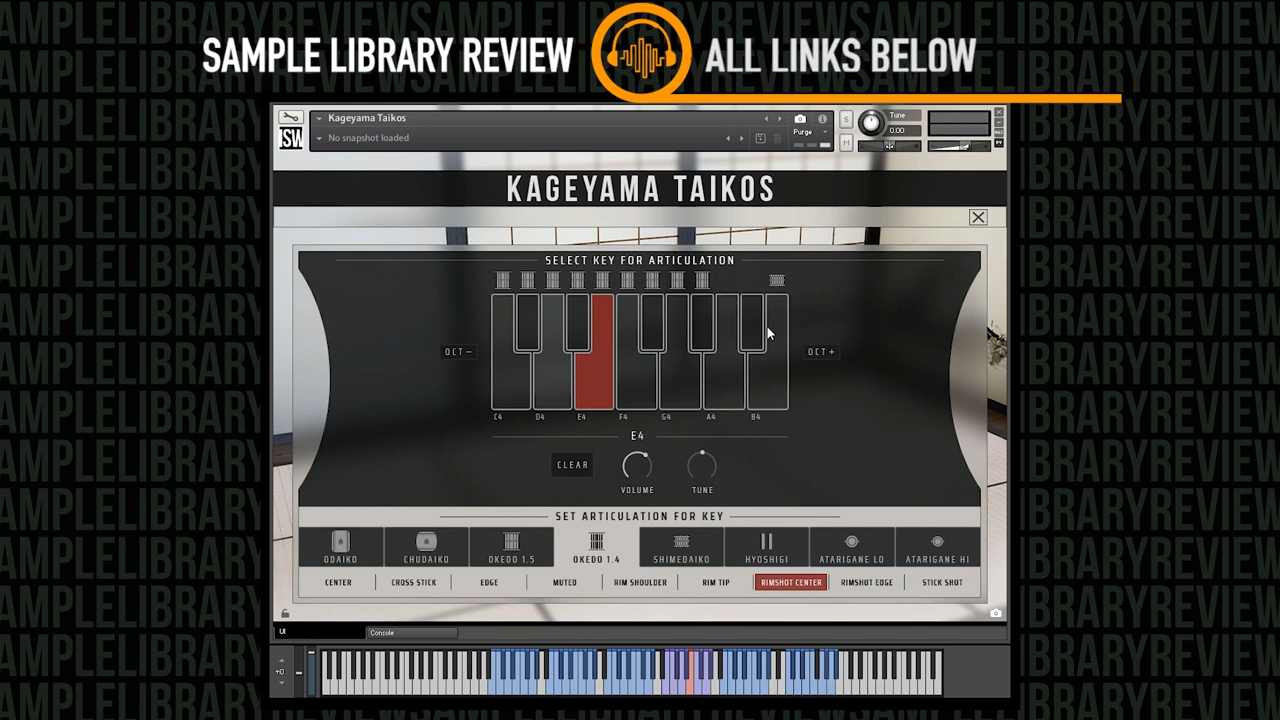 SAMPLE LIBRARY REVIEW
ALL LINKS BELOW
Kageyama Taikos
ISW
No snapshot loaded
Purge
S
M
Tune
0.00
KAGEYAMA TAIKOS
SELECT KEY FOR ARTICULATION
OCT −
OCT +
C4 D4 E4 F4 G4 A4 B4
E4
CLEAR
VOLUME
TUNE
SET ARTICULATION FOR KEY
ODAIKO CHUDAIKO OKEDO 1.5 OKEDO 1.4 SHIMEDAIKO HYOSHIGI ATARIGANE LO ATARIGANE HI
CENTER CROSS STICK EDGE MUTED RIM SHOULDER RIM TIP RIMSHOT CENTER RIMSHOT EDGE STICK SHOT
UI
Console
+0